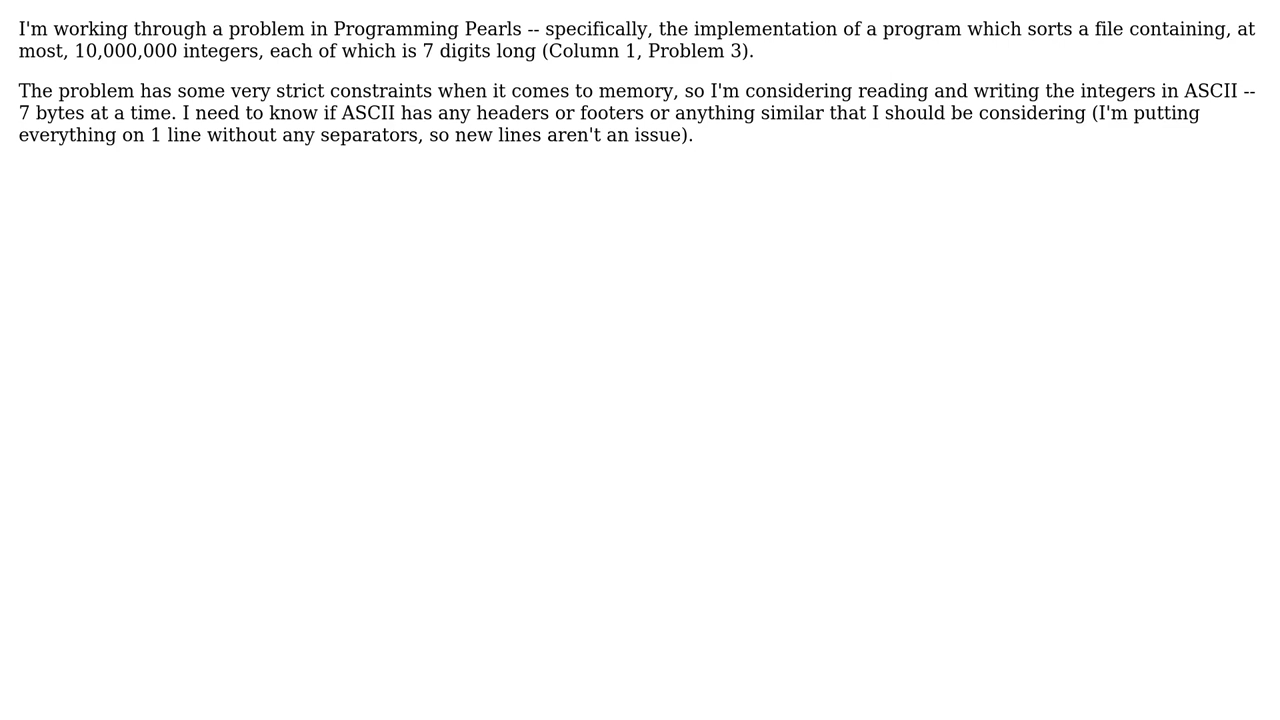 I'm working through a problem in Programming Pearls -- specifically, the implementation of a program which sorts a file containing, at
most, 10,000,000 integers, each of which is 7 digits long (Column 1, Problem 3).
The problem has some very strict constraints when it comes to memory, so I'm considering reading and writing the integers in ASCII --
7 bytes at a time. I need to know if ASCII has any headers or footers or anything similar that I should be considering (I'm putting
everything on 1 line without any separators, so new lines aren't an issue).